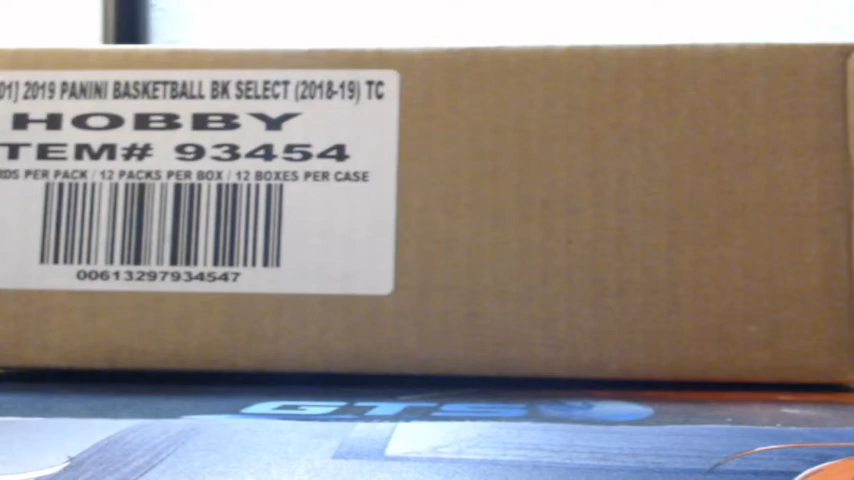 01] 2019 PANINI BASKETBALL BK SELECT (2018-19) TC
HOBBY
TEM# 93454
RDS PER PACK / 12 PACKS PER BOX / 12 BOXES PER CASE
00613297934547
GTS